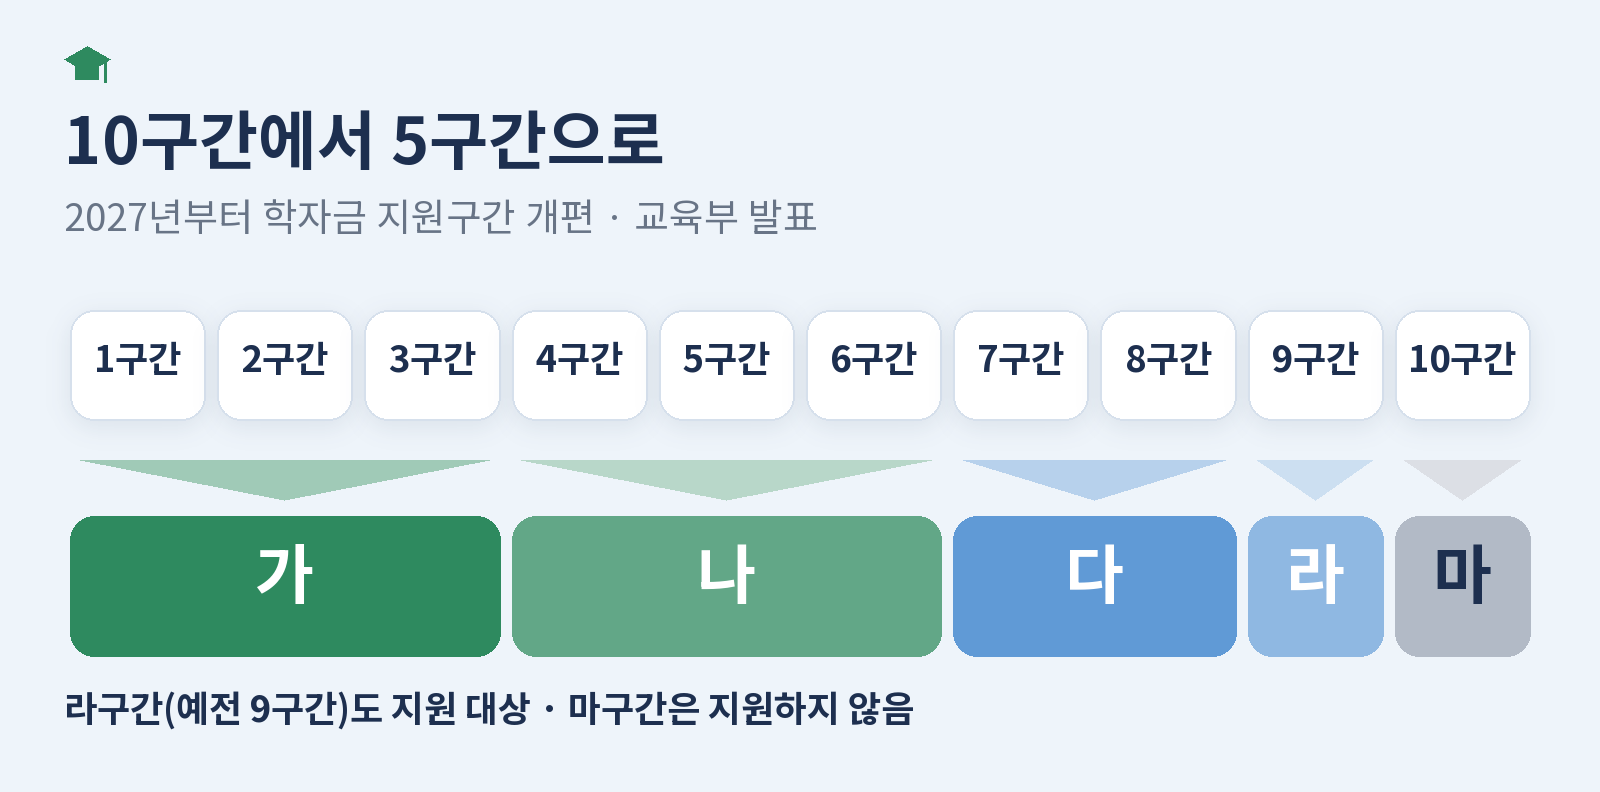 10구간에서 5구간으로
2027년부터 학자금 지원구간 개편 · 교육부 발표
1구간 2구간 3구간 4구간 5구간 6구간 7구간 8구간 9구간 10구간
가 나 다 라 마
라구간(예전 9구간)도 지원 대상 · 마구간은 지원하지 않음